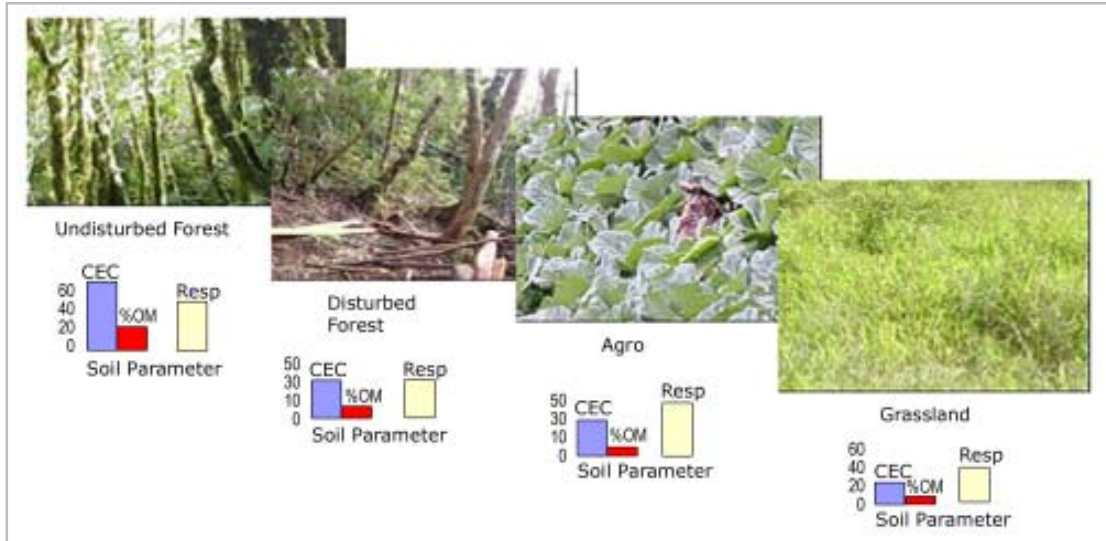 Undisturbed Forest
CEC
%OM
Resp
60
40
20
0
Soil Parameter
Disturbed
Forest
50
30
10
0
CEC
%OM
Resp
Soil Parameter
Agro
50
30
10
0
CEC
%OM
Resp
Soil Parameter
Grassland
60
40
20
0
CEC
%OM
Resp
Soil Parameter